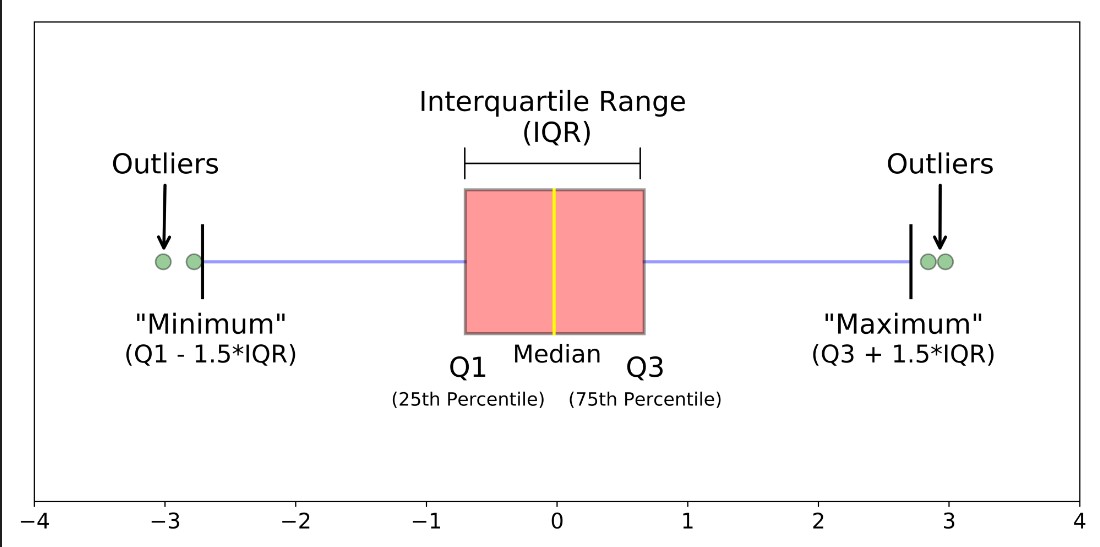 Interquartile Range
(IQR)
Outliers
Outliers
"Minimum"
(Q1 - 1.5*IQR)
"Maximum"
(Q3 + 1.5*IQR)
Median
Q1
Q3
(25th Percentile)
(75th Percentile)
−4
−3
−2
−1
0
1
2
3
4